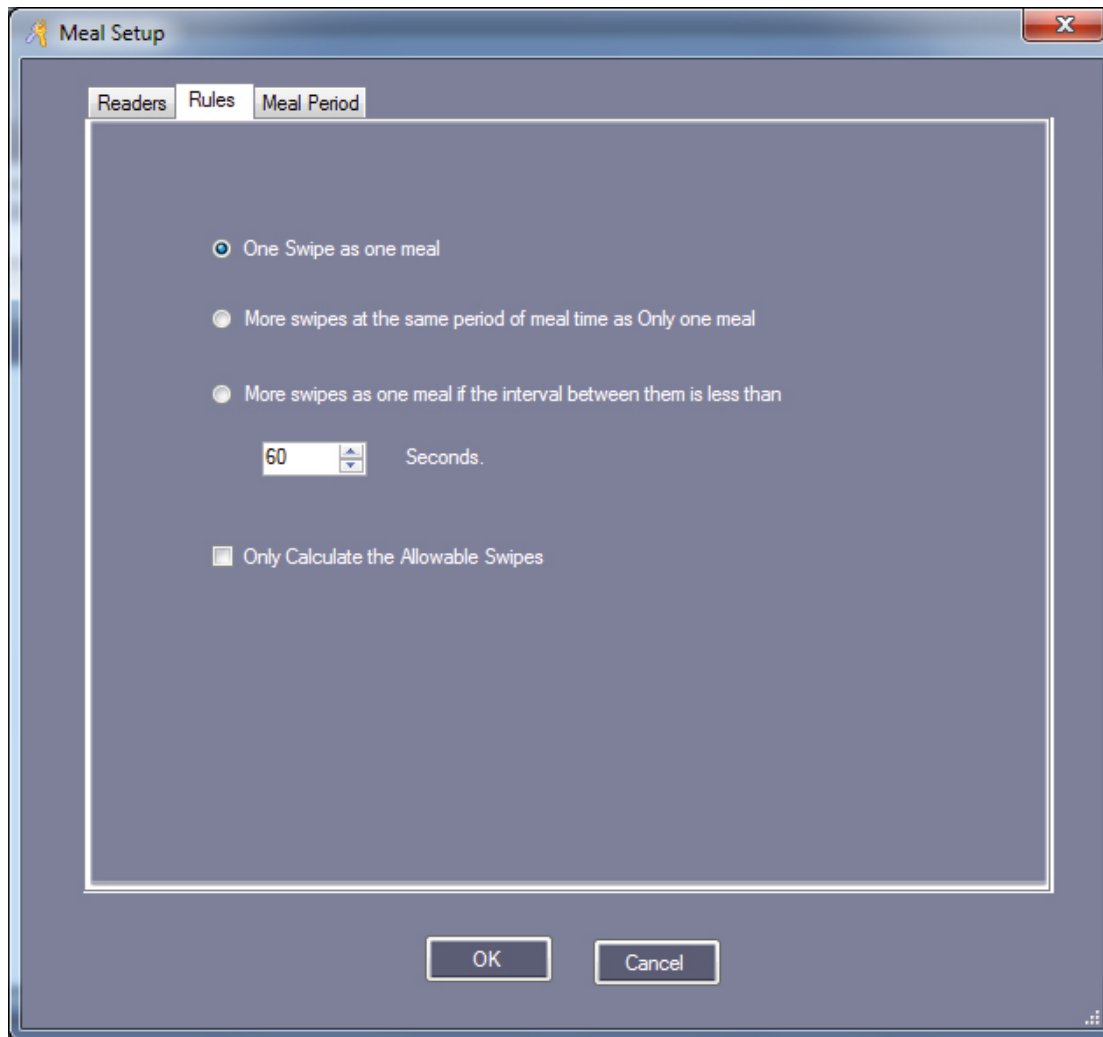 Meal Setup
Readers Rules Meal Period
One Swipe as one meal
More swipes at the same period of meal time as Only one meal
More swipes as one meal if the interval between them is less than
60 Seconds.
Only Calculate the Allowable Swipes
OK Cancel